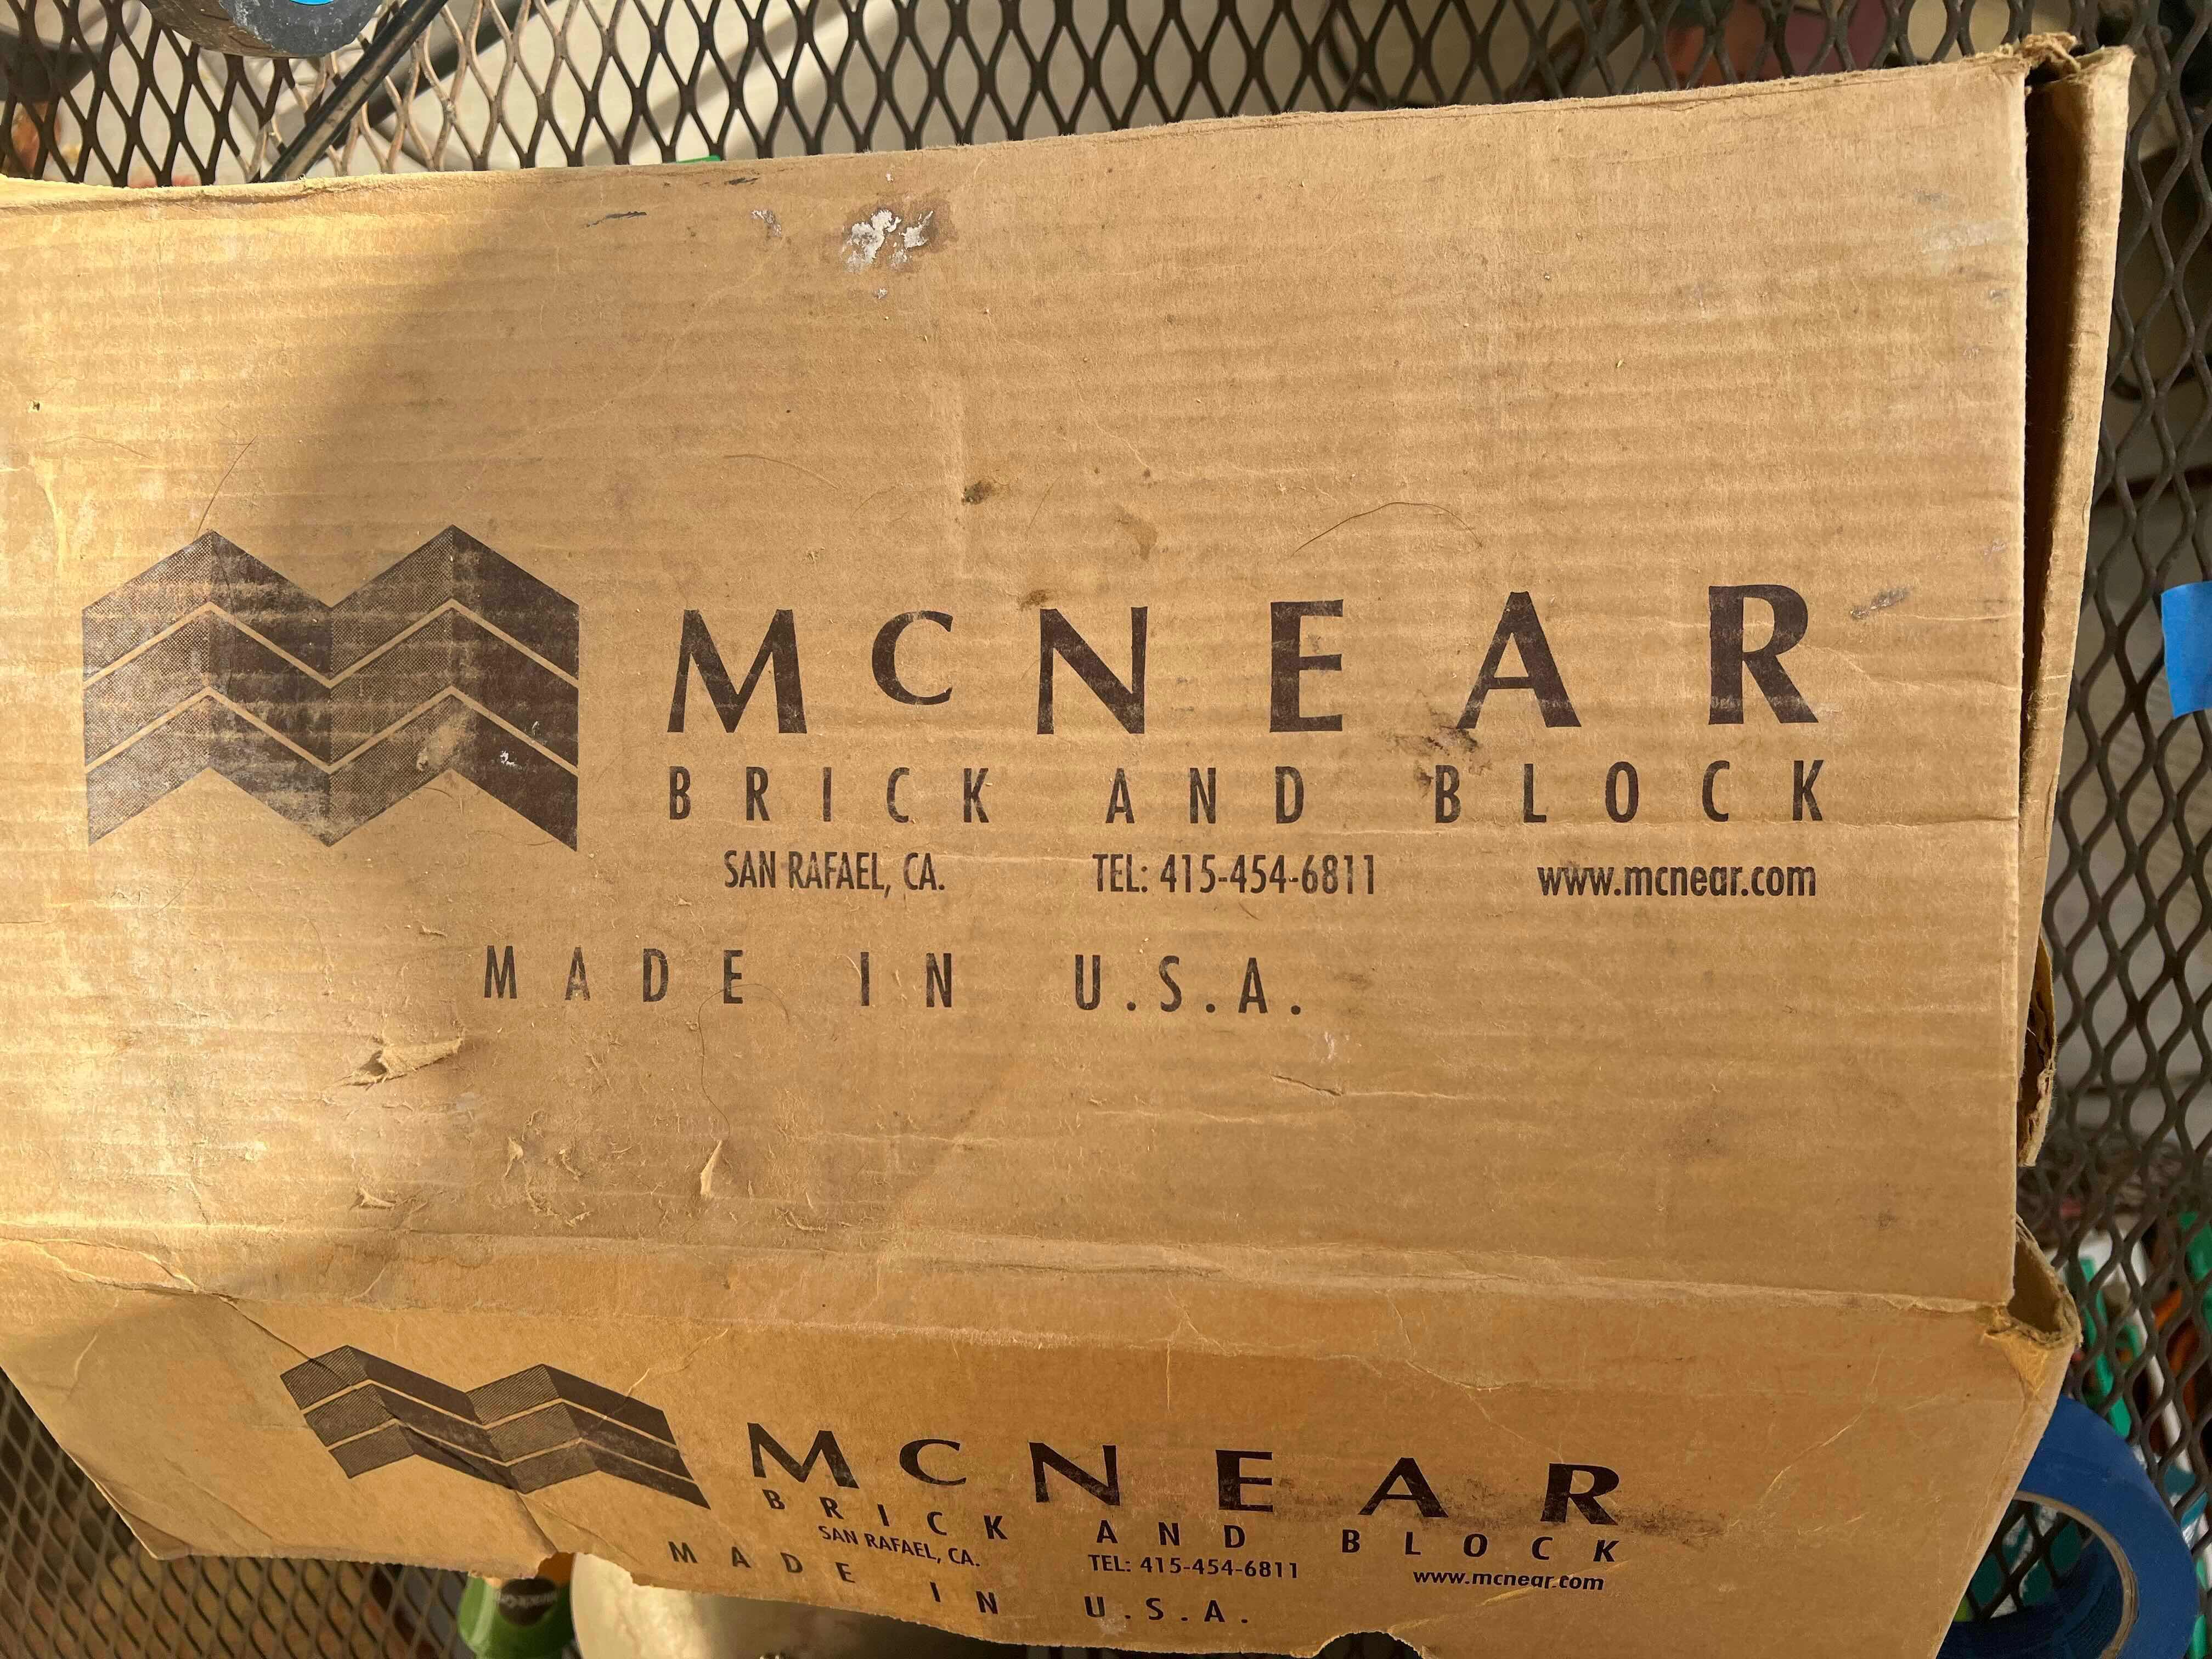 MCNEAR
BRICK AND BLOCK
SAN RAFAEL, CA. TEL: 415-454-6811 www.mcnear.com
MADE IN U.S.A.
MCNEAR
BRICK AND BLOCK
SAN RAFAEL, CA. TEL: 415-454-6811 www.mcnear.com
MADE IN U.S.A.